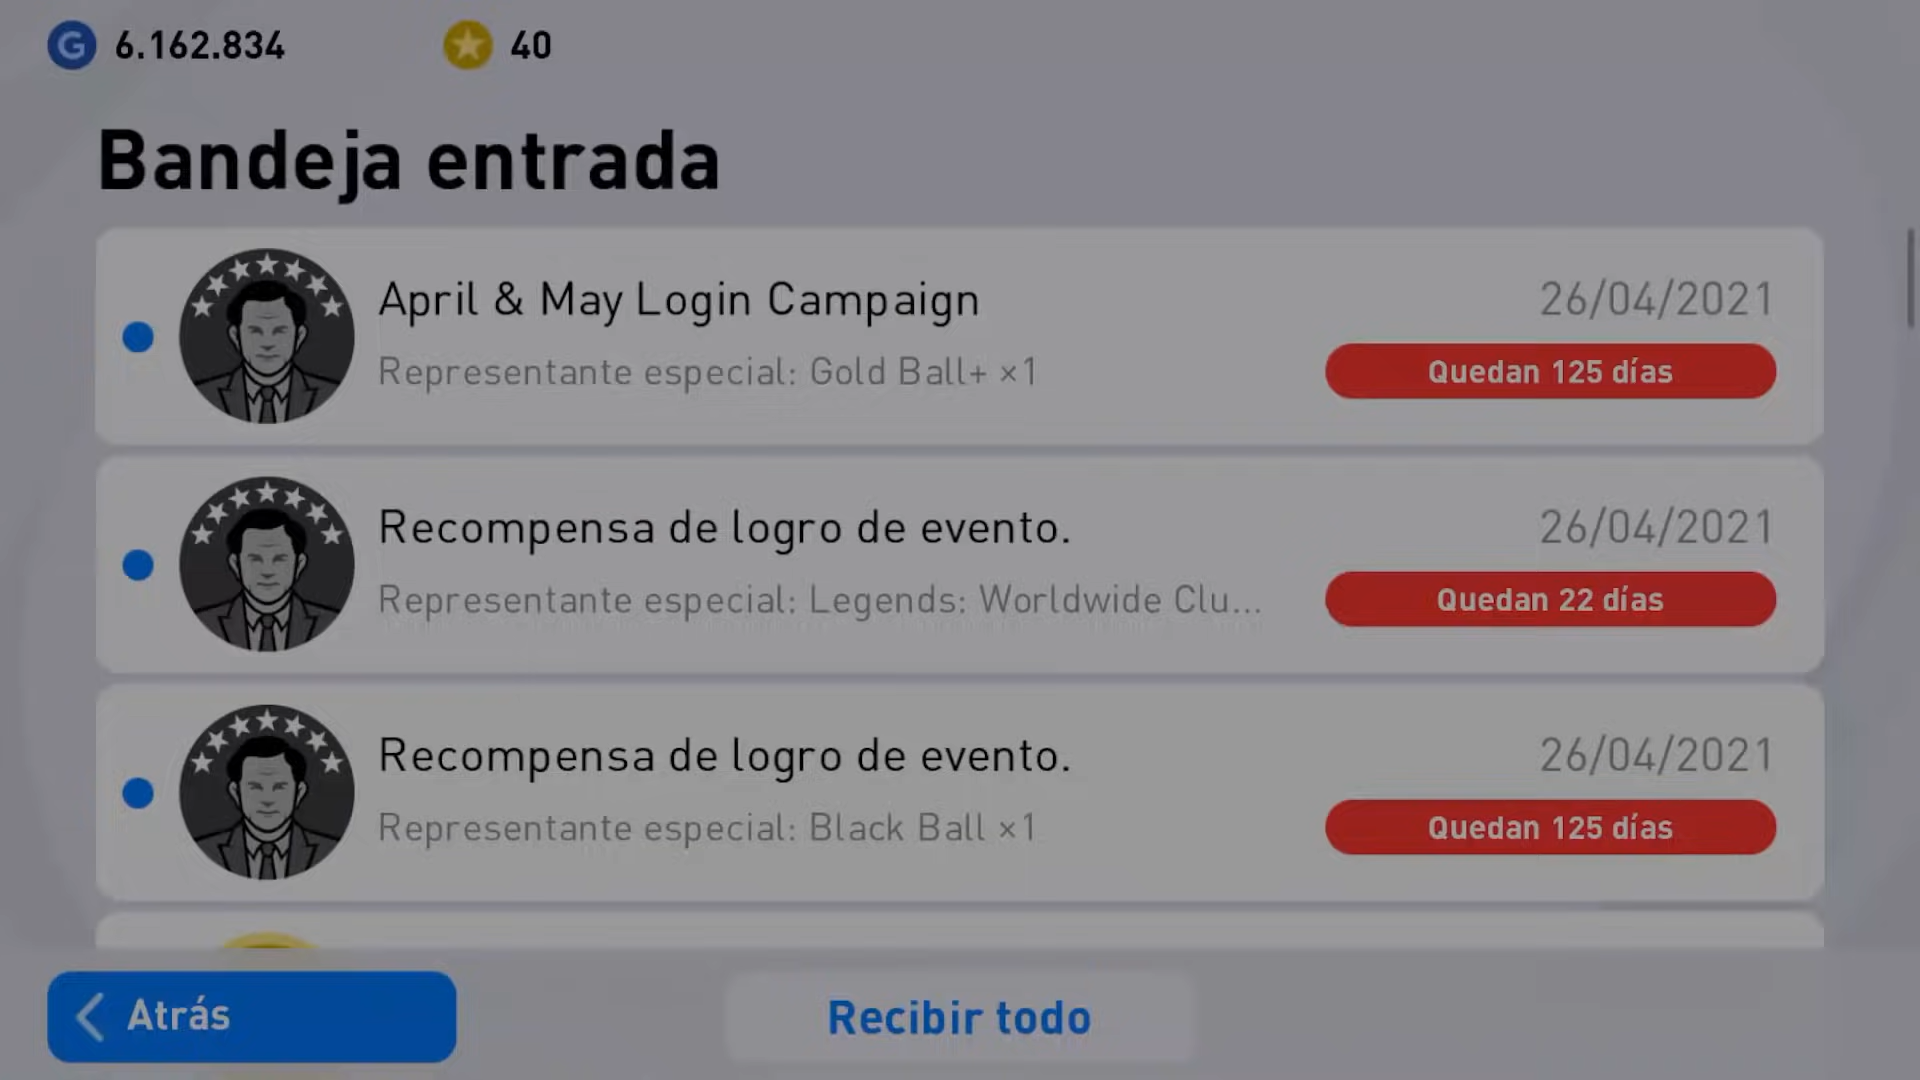 G 6.162.834 40
Bandeja entrada
April & May Login Campaign 26/04/2021
Representante especial: Gold Ball+ ×1 Quedan 125 días
Recompensa de logro de evento. 26/04/2021
Representante especial: Legends: Worldwide Clu... Quedan 22 días
Recompensa de logro de evento. 26/04/2021
Representante especial: Black Ball ×1 Quedan 125 días
Atrás Recibir todo